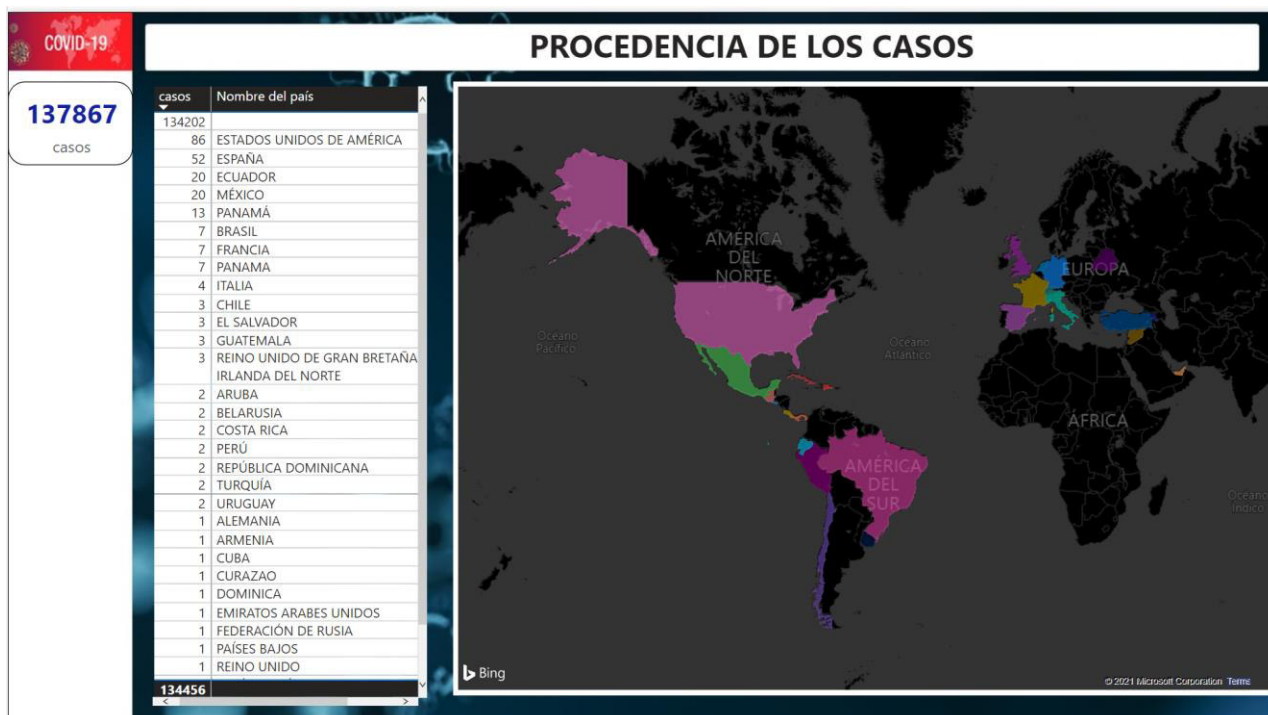 COVID-19
PROCEDENCIA DE LOS CASOS
137867
casos
casos Nombre del país
134202
86 ESTADOS UNIDOS DE AMÉRICA
52 ESPAÑA
20 ECUADOR
20 MÉXICO
13 PANAMÁ
7 BRASIL
7 FRANCIA
7 PANAMA
4 ITALIA
3 CHILE
3 EL SALVADOR
3 GUATEMALA
3 REINO UNIDO DE GRAN BRETAÑA
IRLANDA DEL NORTE
2 ARUBA
2 BELARUSIA
2 COSTA RICA
2 PERÚ
2 REPÚBLICA DOMINICANA
2 TURQUÍA
2 URUGUAY
1 ALEMANIA
1 ARMENIA
1 CUBA
1 CURAZAO
1 DOMINICA
1 EMIRATOS ARABES UNIDOS
1 FEDERACIÓN DE RUSIA
1 PAÍSES BAJOS
1 REINO UNIDO
134456
AMÉRICA
DEL
NORTE
EUROPA
Océano
Pacífico
Océano
Atlántico
ÁFRICA
AMÉRICA
DEL
SUR
Océano
Índico
Bing
© 2021 Microsoft Corporation Terms